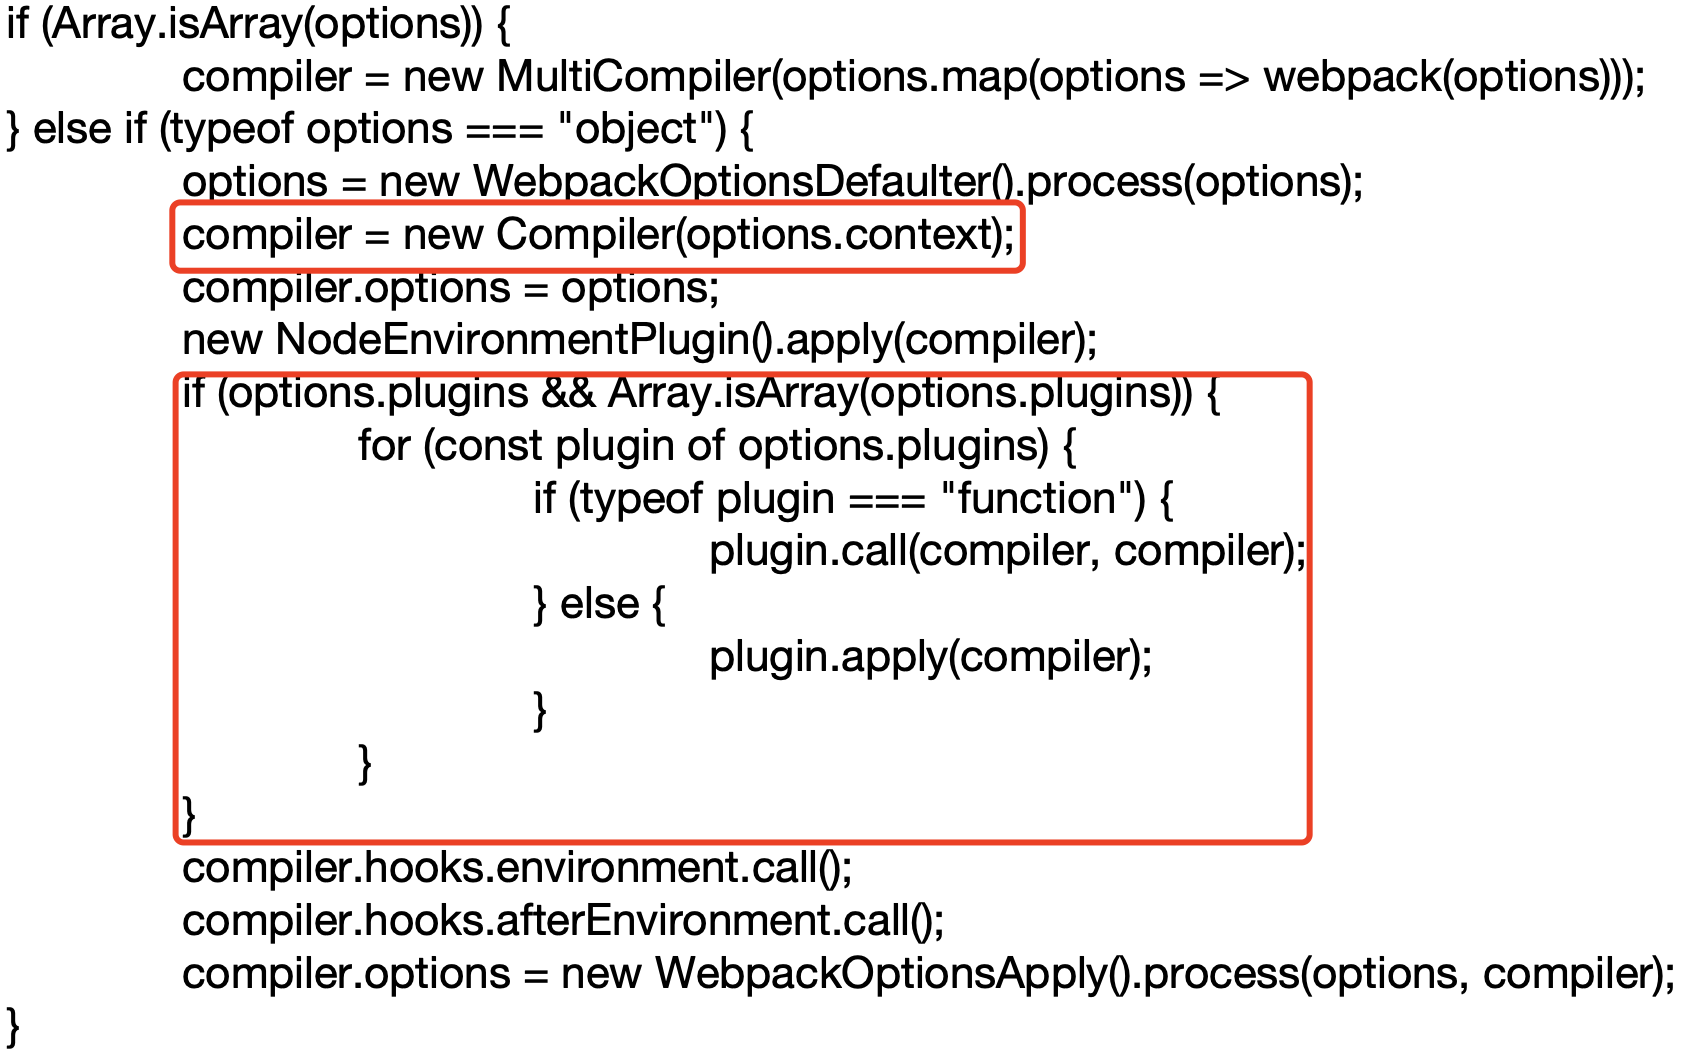 if (Array.isArray(options)) {
compiler = new MultiCompiler(options.map(options => webpack(options)));
} else if (typeof options === "object") {
options = new WebpackOptionsDefaulter().process(options);
compiler = new Compiler(options.context);
compiler.options = options;
new NodeEnvironmentPlugin().apply(compiler);
if (options.plugins && Array.isArray(options.plugins)) {
for (const plugin of options.plugins) {
if (typeof plugin === "function") {
plugin.call(compiler, compiler);
} else {
plugin.apply(compiler);
}
}
}
compiler.hooks.environment.call();
compiler.hooks.afterEnvironment.call();
compiler.options = new WebpackOptionsApply().process(options, compiler);
}